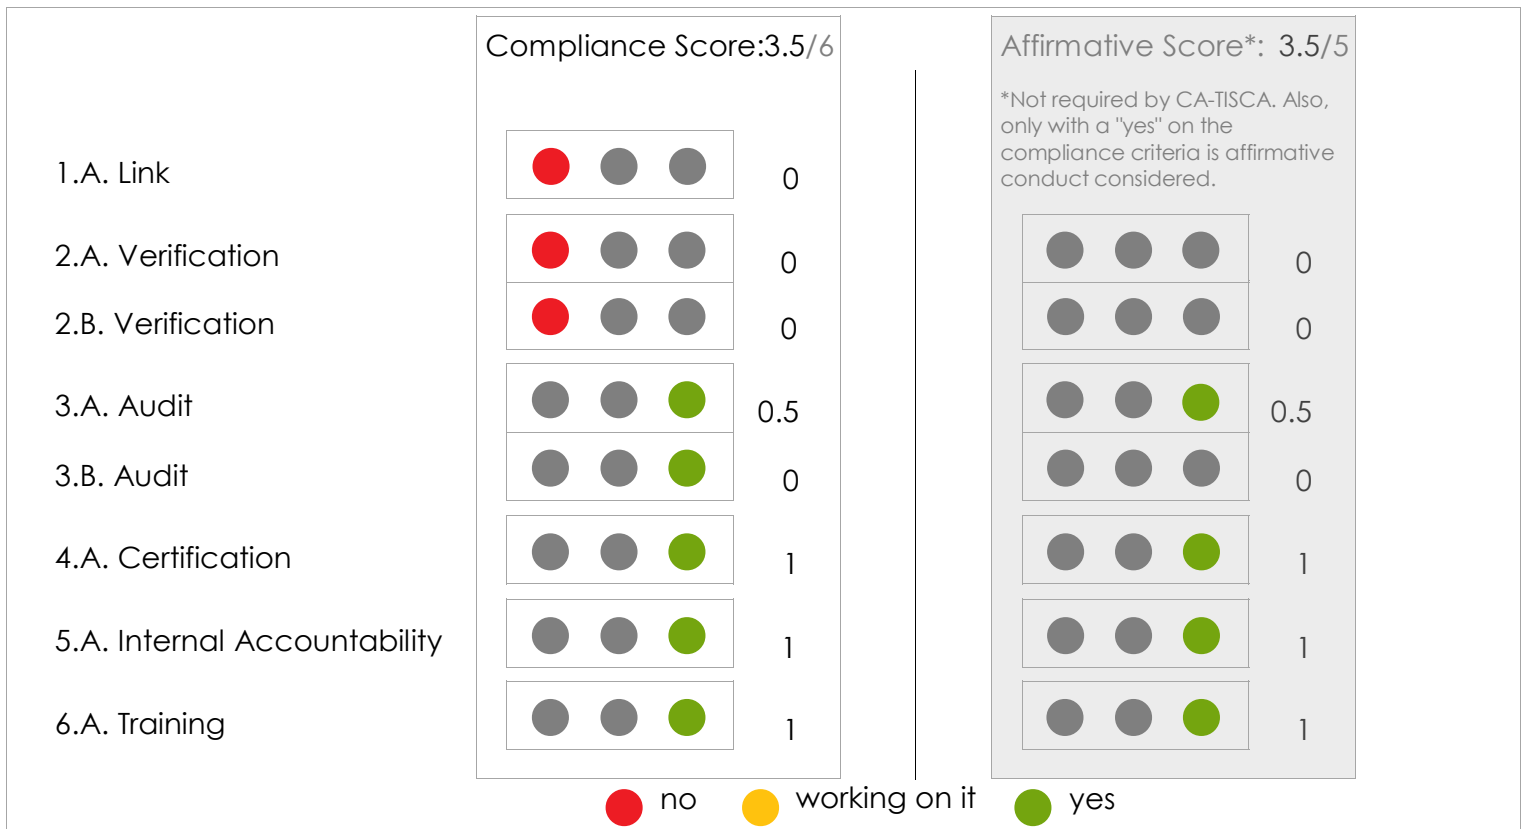 Compliance Score:3.5/6
Affirmative Score*: 3.5/5
*Not required by CA-TISCA. Also,
only with a "yes" on the
compliance criteria is affirmative
conduct considered.
1.A. Link 0
2.A. Verification 0 0
2.B. Verification 0 0
3.A. Audit 0.5 0.5
3.B. Audit 0 0
4.A. Certification 1 1
5.A. Internal Accountability 1 1
6.A. Training 1 1
no working on it yes